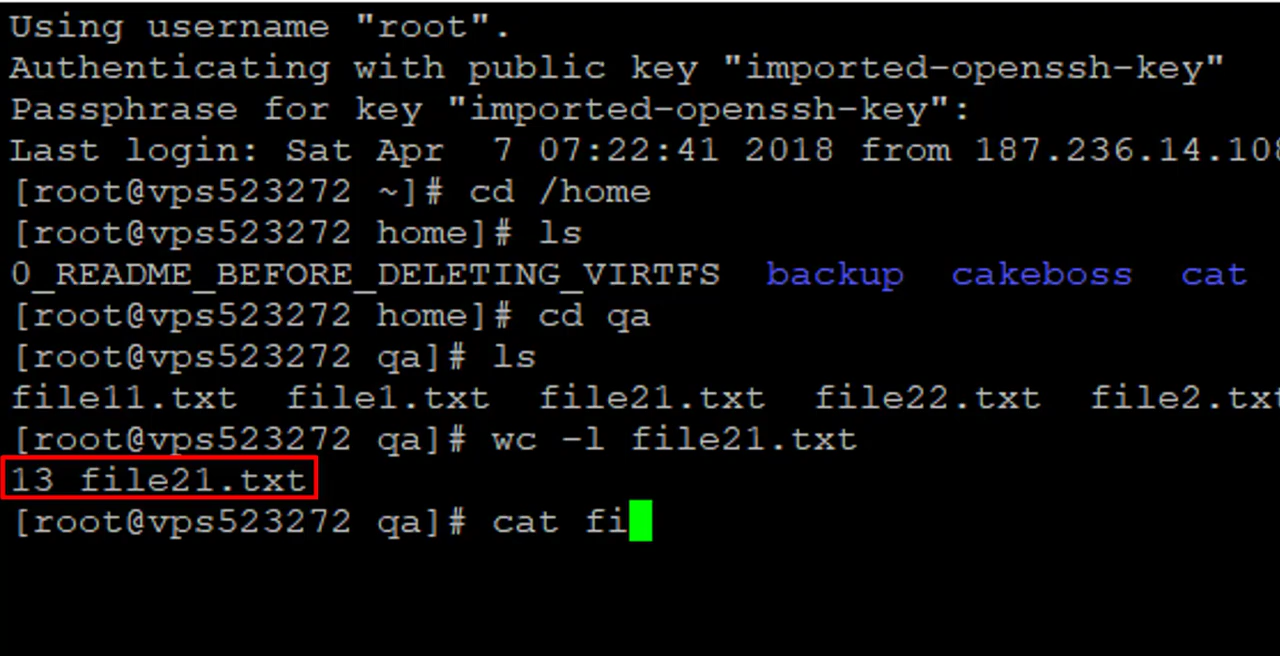 Using username "root".
Authenticating with public key "imported-openssh-key"
Passphrase for key "imported-openssh-key":
Last login: Sat Apr  7 07:22:41 2018 from 187.236.14.108
[root@vps523272 ~]# cd /home
[root@vps523272 home]# ls
0_README_BEFORE_DELETING_VIRTFS  backup  cakeboss  cat
[root@vps523272 home]# cd qa
[root@vps523272 qa]# ls
file11.txt  file1.txt  file21.txt  file22.txt  file2.txt
[root@vps523272 qa]# wc -l file21.txt
13 file21.txt
[root@vps523272 qa]# cat fi